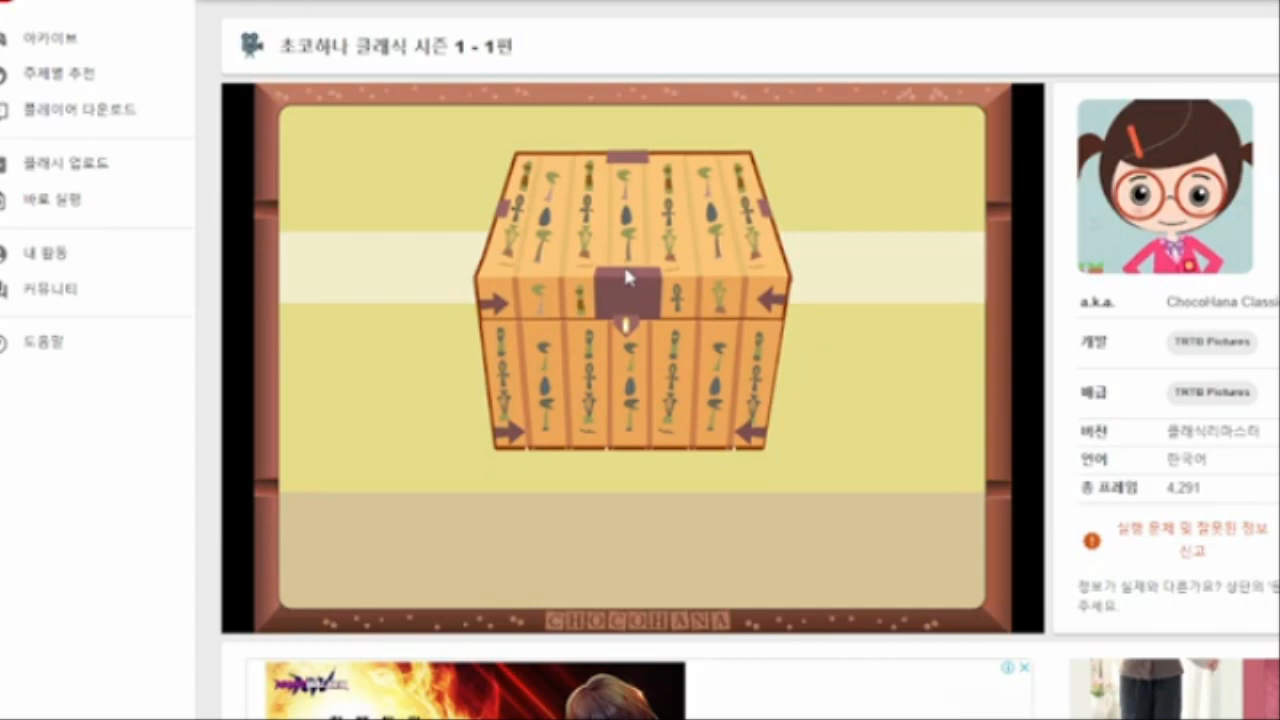 아카이브
주제별 추천
플레이어 다운로드
플래시 업로드
바로 실행
내 활동
커뮤니티
도움말
초코하나 클래식 시즌 1 - 1편
CHOCOHANA
a.k.a. ChocoHana Classi
개발 TRTB Pictures
배급 TRTB Pictures
버전 클래식리마스터
언어 한국어
총 프레임 4,291
실행 문제 및 잘못된 정보
신고
정보가 실제와 다른가요? 상단의
주세요.